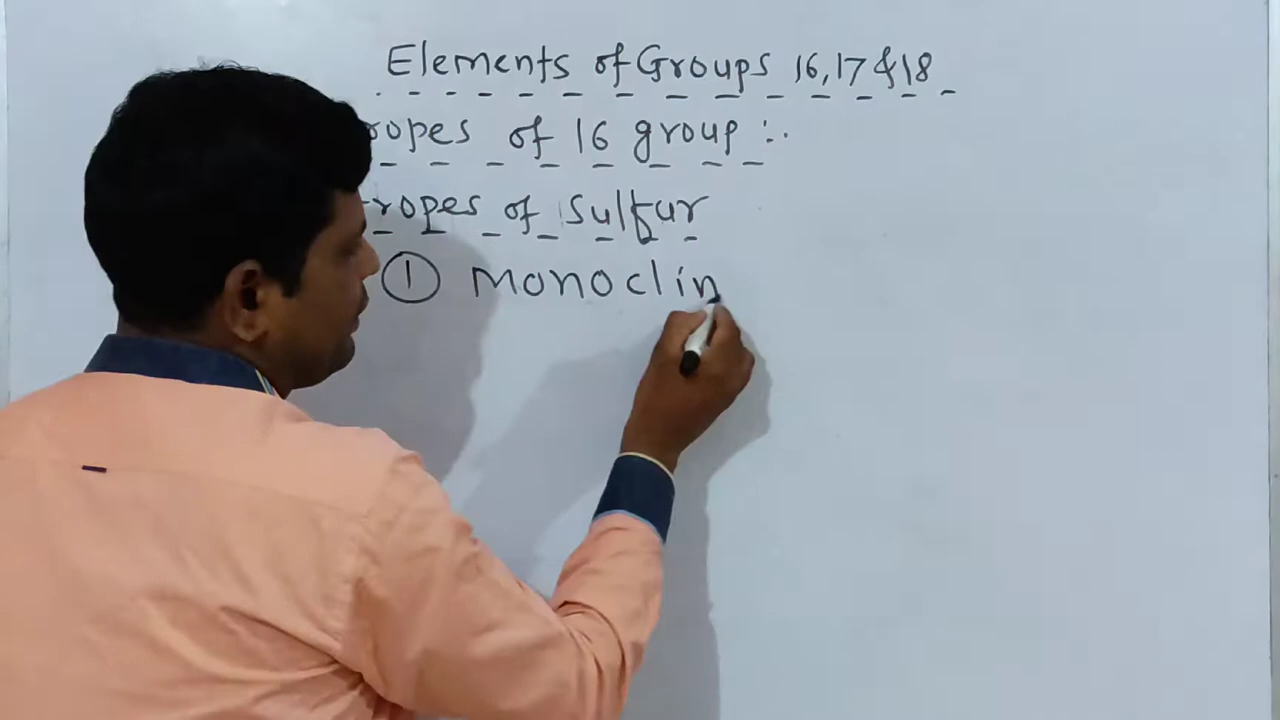 Elements of Groups 16,17 & 18
ropes of 16 group :.
ropes of sulfur
① Monoclin